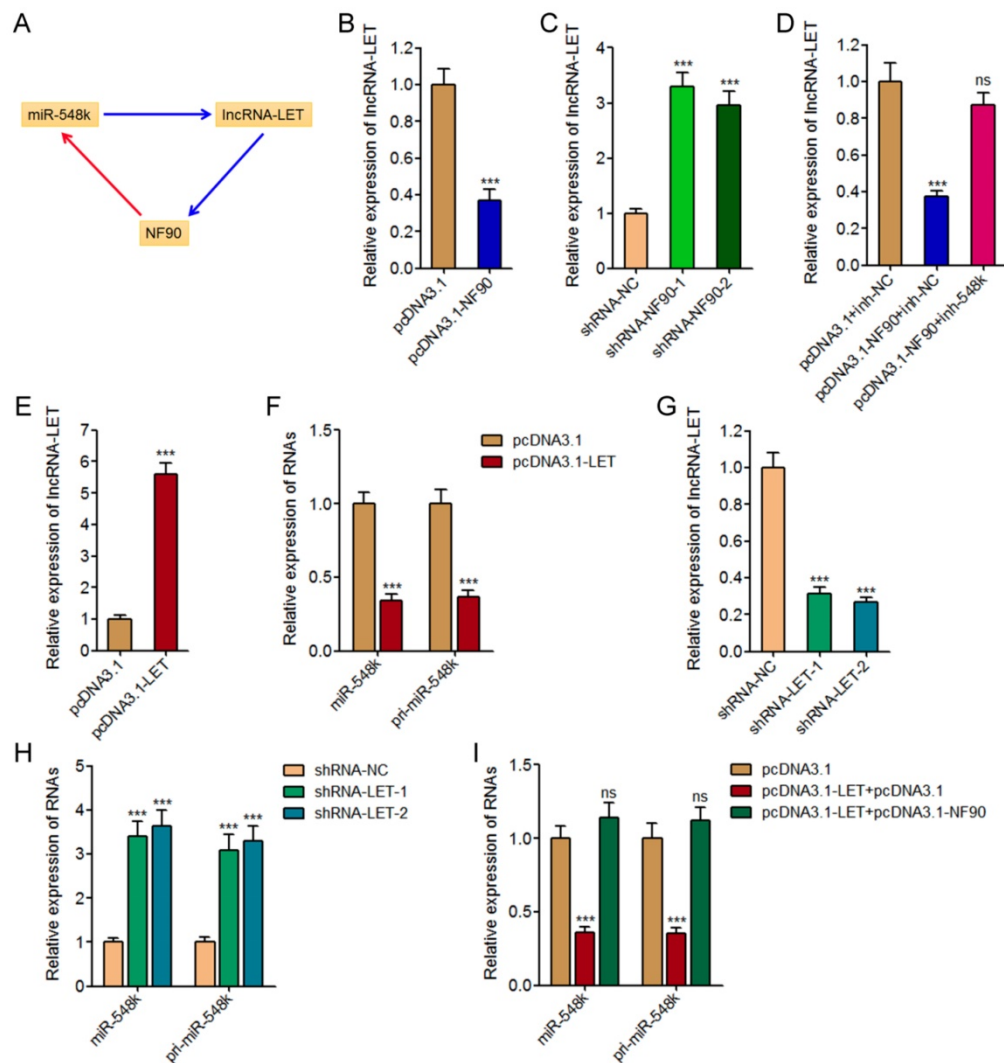 A
miR-548k
lncRNA-LET
NF90
B
Relative expression of lncRNA-LET
1.2
1.0
0.8
0.6
0.4
0.2
0.0
***
pcDNA3.1
pcDNA3.1-NF90
C
Relative expression of lncRNA-LET
4
3
2
1
0
***
***
shRNA-NC
shRNA-NF90-1
shRNA-NF90-2
D
Relative expression of lncRNA-LET
1.2
1.0
0.8
0.6
0.4
0.2
0.0
***
ns
pcDNA3.1+inh-NC
pcDNA3.1-NF90+inh-NC
pcDNA3.1-NF90+inh-548k
E
Relative expression of lncRNA-LET
7
6
5
4
3
2
1
0
***
pcDNA3.1
pcDNA3.1-LET
F
Relative expression of RNAs
1.5
1.0
0.5
0.0
pcDNA3.1
pcDNA3.1-LET
***
***
miR-548k
pri-miR-548k
G
Relative expression of lncRNA-LET
1.2
1.0
0.8
0.6
0.4
0.2
0.0
***
***
shRNA-NC
shRNA-LET-1
shRNA-LET-2
H
Relative expression of RNAs
5
4
3
2
1
0
shRNA-NC
shRNA-LET-1
shRNA-LET-2
***
***
***
***
miR-548k
pri-miR-548k
I
Relative expression of RNAs
1.5
1.0
0.5
0.0
pcDNA3.1
pcDNA3.1-LET+pcDNA3.1
pcDNA3.1-LET+pcDNA3.1-NF90
***
ns
***
ns
miR-548k
pri-miR-548k